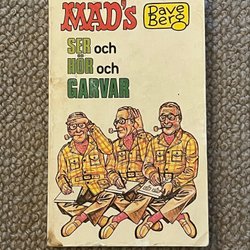 MAD's
Dave Berg
SER och
HÖR och
GARVAR